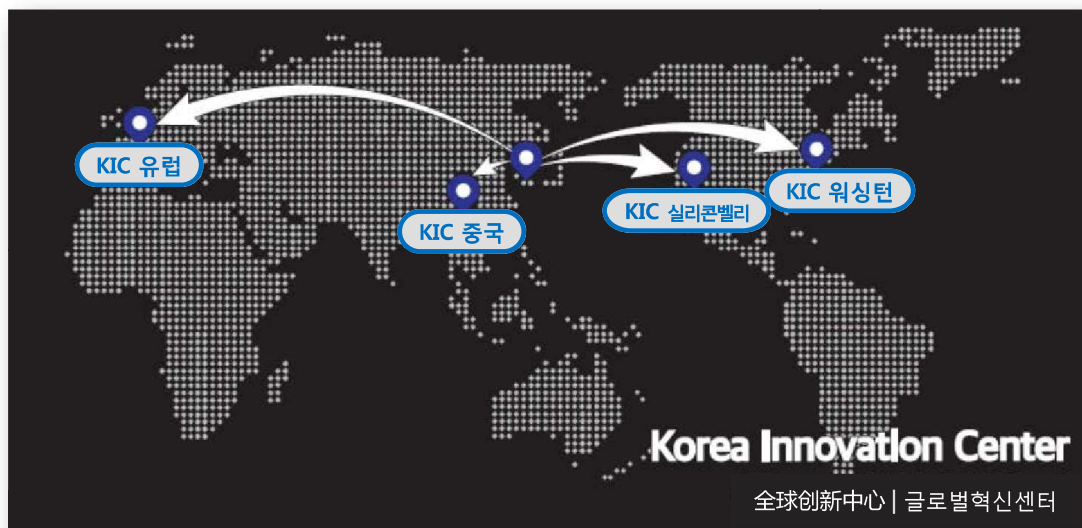 KIC 유럽
KIC 중국
KIC 실리콘벨리
KIC 워싱턴
Korea Innovation Center
全球创新中心 | 글로벌혁신센터